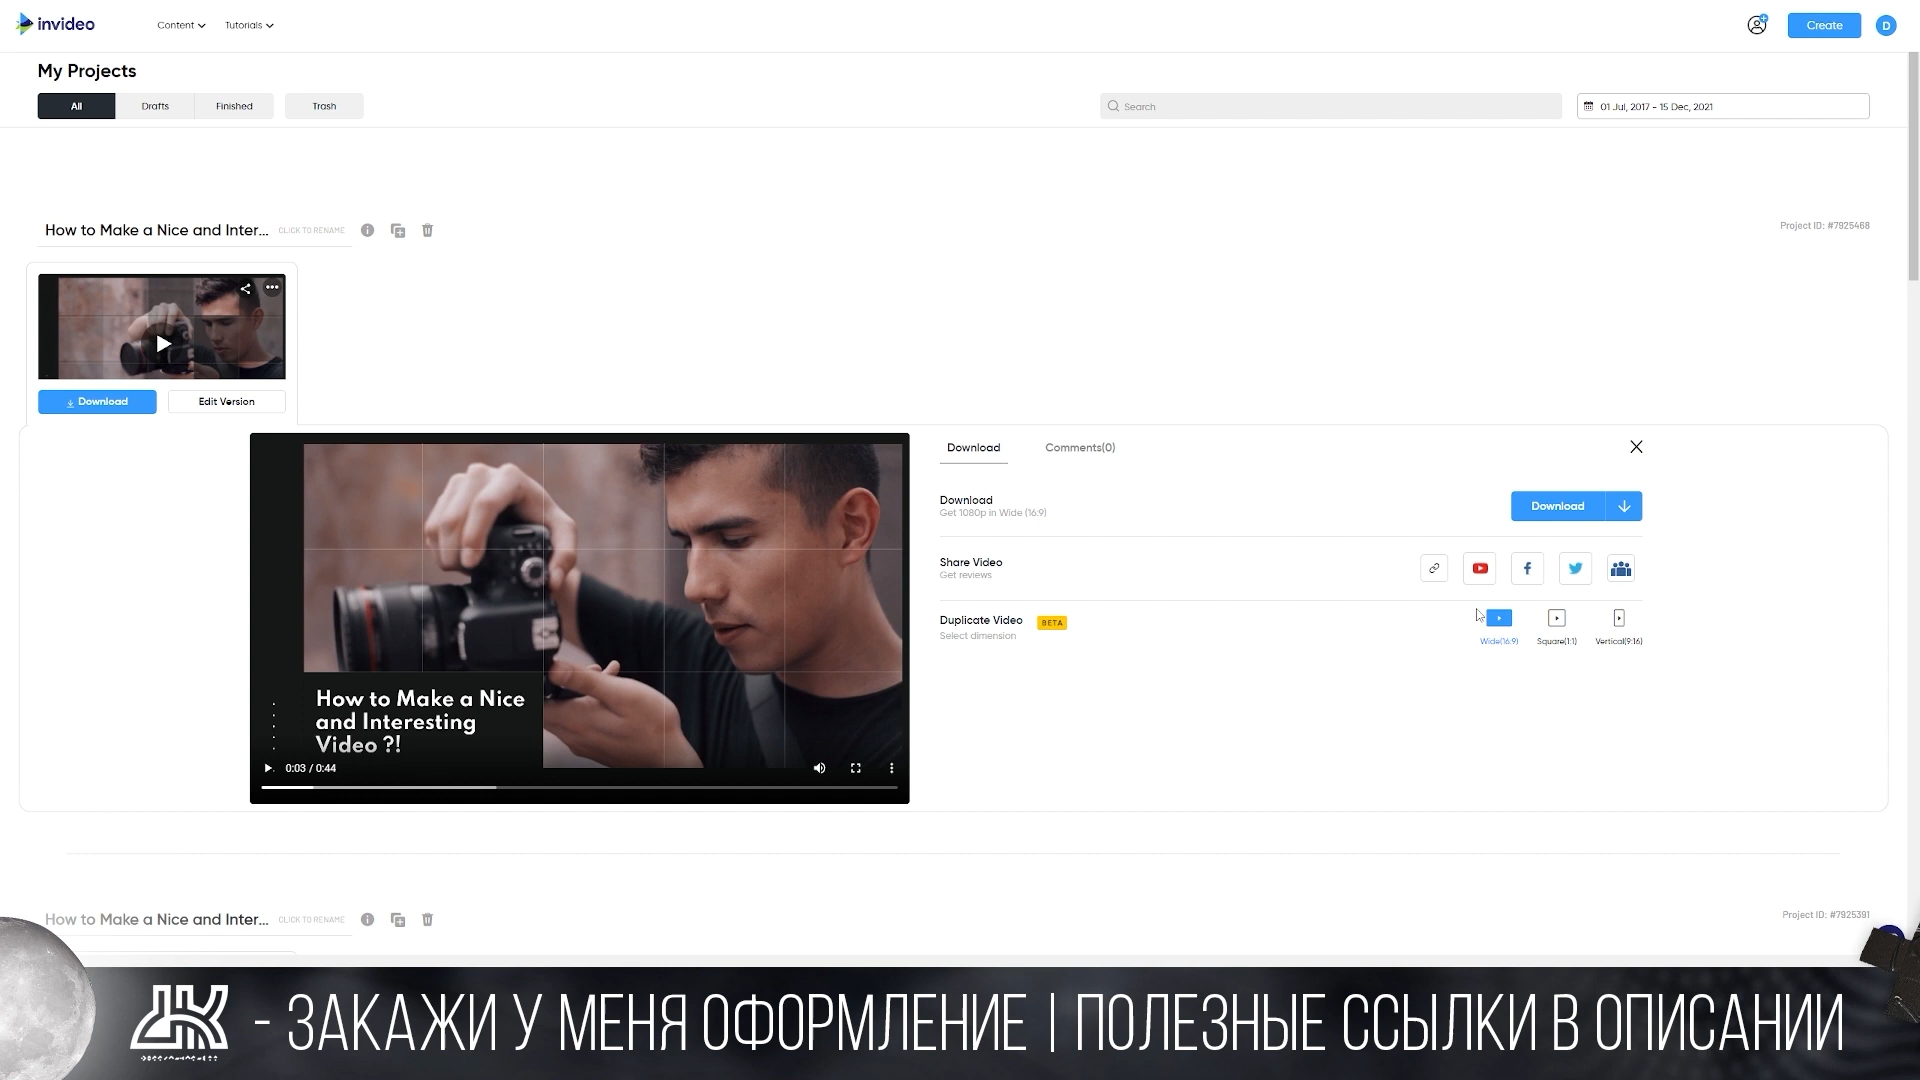 invideo
Content
Tutorials
Create
D
My Projects
All
Drafts
Finished
Trash
Search
01 Jul, 2017 - 15 Dec, 2021
How to Make a Nice and Inter...
CLICK TO RENAME
Project ID: #7925468
Download
Edit Version
Download
Comments(0)
Download
Get 1080p in Wide (16:9)
Download
Share Video
Get reviews
Duplicate Video
BETA
Select dimension
Wide(16:9)
Square(1:1)
Vertical(9:16)
How to Make a Nice
and Interesting
Video ?!
0:03 / 0:44
How to Make a Nice and Inter...
CLICK TO RENAME
Project ID: #7925391
ДК - ЗАКАЖИ У МЕНЯ ОФОРМЛЕНИЕ | ПОЛЕЗНЫЕ ССЫЛКИ В ОПИСАНИИ